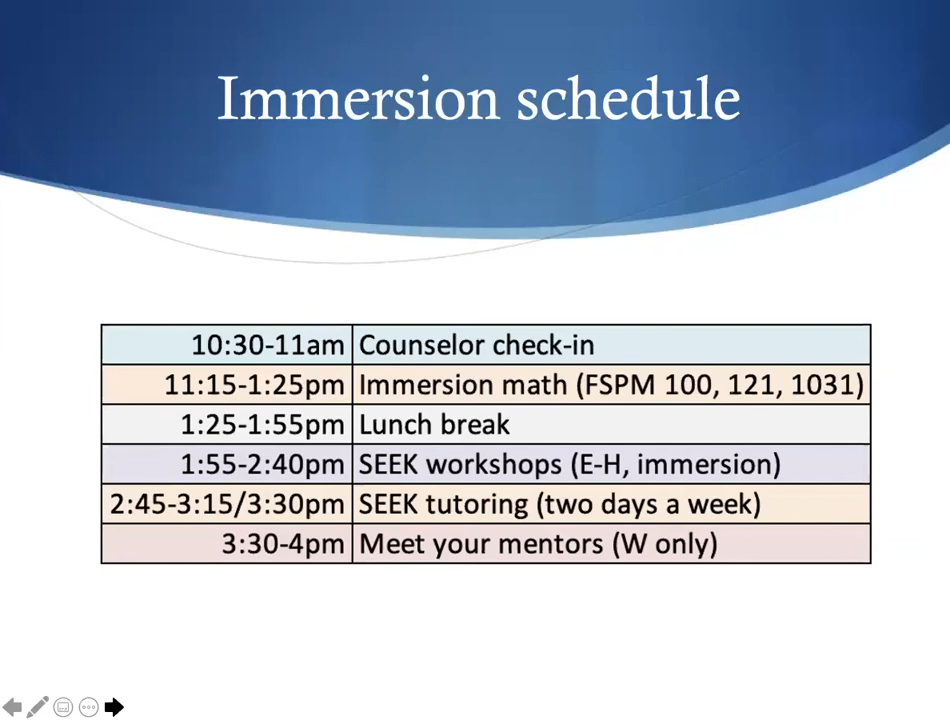 Immersion schedule
10:30-11am Counselor check-in
11:15-1:25pm Immersion math (FSPM 100, 121, 1031)
1:25-1:55pm Lunch break
1:55-2:40pm SEEK workshops (E-H, immersion)
2:45-3:15/3:30pm SEEK tutoring (two days a week)
3:30-4pm Meet your mentors (W only)